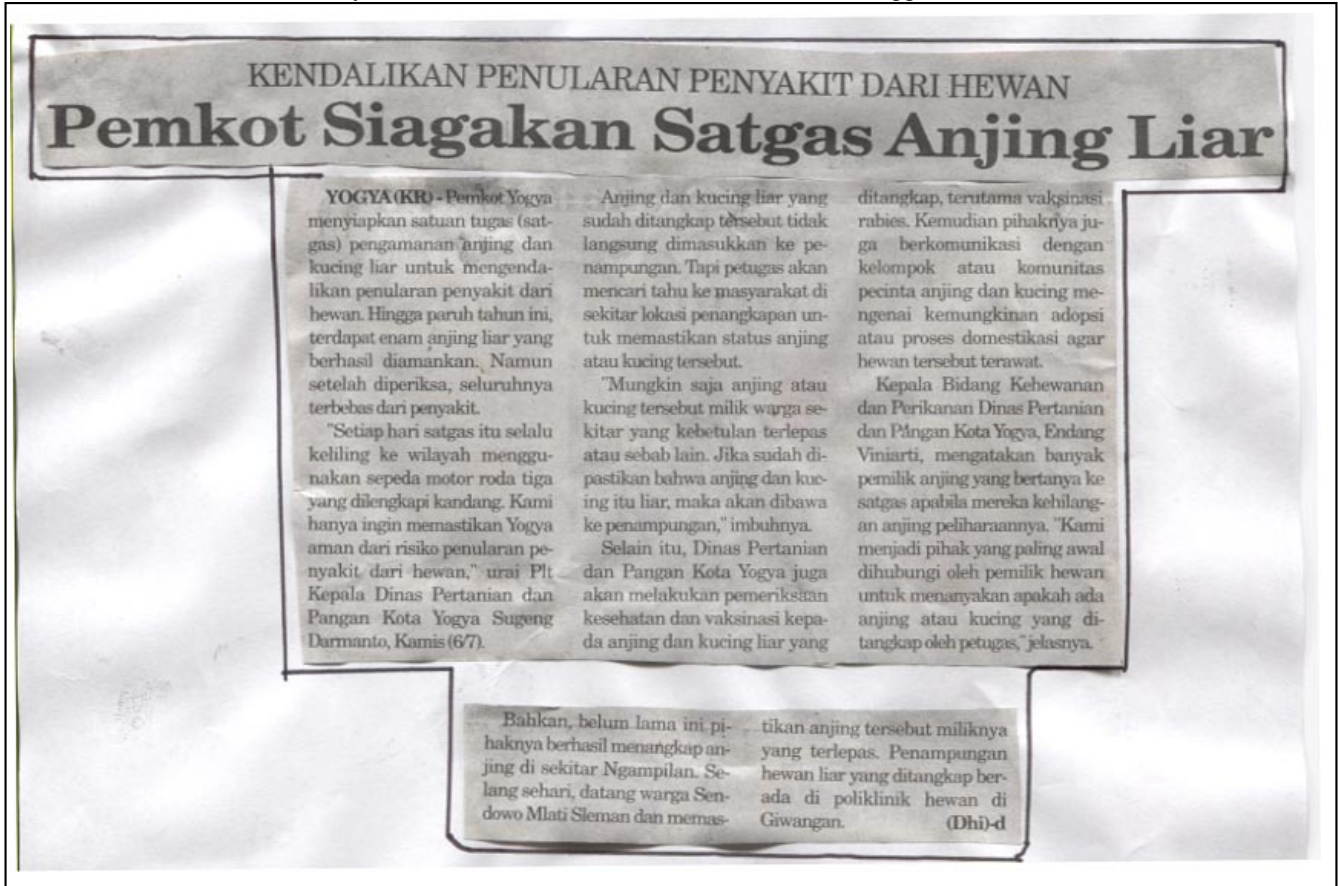 KENDALIKAN PENULARAN PENYAKIT DARI HEWAN
Pemkot Siagakan Satgas Anjing Liar
YOGYA (KR) - Pemkot Yogya
menyiapkan satuan tugas (sat-
gas) pengamanan anjing dan
kucing liar untuk mengenda-
likan penularan penyakit dari
hewan. Hingga paruh tahun ini,
terdapat enam anjing liar yang
berhasil diamankan. Namun
setelah diperiksa, seluruhnya
terbebas dari penyakit.
"Setiap hari satgas itu selalu
keliling ke wilayah menggu-
nakan sepeda motor roda tiga
yang dilengkapi kandang. Kami
hanya ingin memastikan Yogya
aman dari risiko penularan pe-
nyakit dari hewan," urai Plt
Kepala Dinas Pertanian dan
Pangan Kota Yogya Sugeng
Darmanto, Kamis (6/7).
Anjing dan kucing liar yang
sudah ditangkap tersebut tidak
langsung dimasukkan ke pe-
nampungan. Tapi petugas akan
mencari tahu ke masyarakat di
sekitar lokasi penangkapan un-
tuk memastikan status anjing
atau kucing tersebut.
"Mungkin saja anjing atau
kucing tersebut milik warga se-
kitar yang kebetulan terlepas
atau sebab lain. Jika sudah di-
pastikan bahwa anjing dan kuc-
ing itu liar, maka akan dibawa
ke penampungan," imbuhnya.
Selain itu, Dinas Pertanian
dan Pangan Kota Yogya juga
akan melakukan pemeriksaan
kesehatan dan vaksinasi kepa-
da anjing dan kucing liar yang
ditangkap, terutama vaksinasi
rabies. Kemudian pihaknya ju-
ga berkomunikasi dengan
kelompok atau komunitas
pecinta anjing dan kucing me-
ngenai kemungkinan adopsi
atau proses domestikasi agar
hewan tersebut terawat.
Kepala Bidang Kehewanan
dan Perikanan Dinas Pertanian
dan Pangan Kota Yogya, Endang
Viniarti, mengatakan banyak
pemilik anjing yang bertanya ke
satgas apabila mereka kehilang-
an anjing peliharaannya. "Kami
menjadi pihak yang paling awal
dihubungi oleh pemilik hewan
untuk menanyakan apakah ada
anjing atau kucing yang di-
tangkap oleh petugas," jelasnya.
Bahkan, belum lama ini pi-
haknya berhasil menangkap an-
jing di sekitar Ngampilan. Se-
lang sehari, datang warga Sen-
dowo Mlati Sleman dan memas-
tikan anjing tersebut miliknya
yang terlepas. Penampungan
hewan liar yang ditangkap ber-
ada di poliklinik hewan di
Giwangan. (Dhi)-d